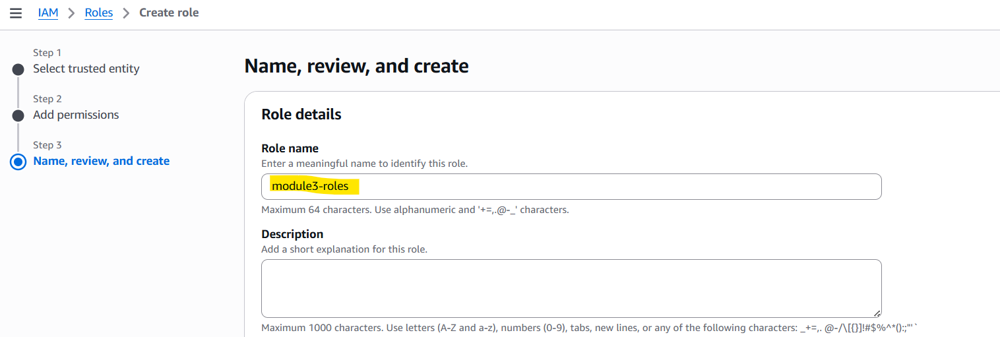 IAM > Roles > Create role
Step 1
Select trusted entity
Step 2
Add permissions
Step 3
Name, review, and create
Name, review, and create
Role details
Role name
Enter a meaningful name to identify this role.
module3-roles
Maximum 64 characters. Use alphanumeric and '+=,.@-_' characters.
Description
Add a short explanation for this role.
Maximum 1000 characters. Use letters (A-Z and a-z), numbers (0-9), tabs, new lines, or any of the following characters: _+=,. @-/\[{}]!#$%^*();:"'`